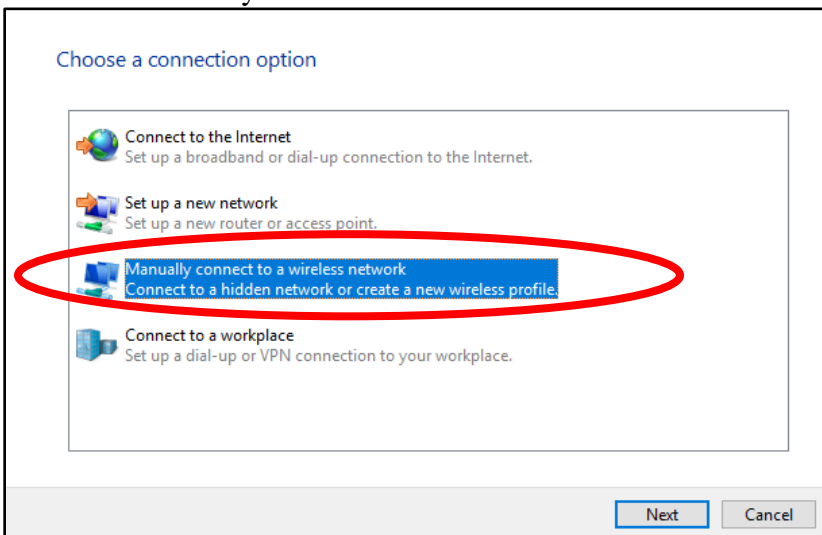 Choose a connection option
Connect to the Internet
Set up a broadband or dial-up connection to the Internet.
Set up a new network
Set up a new router or access point.
Manually connect to a wireless network
Connect to a hidden network or create a new wireless profile.
Connect to a workplace
Set up a dial-up or VPN connection to your workplace.
Next Cancel